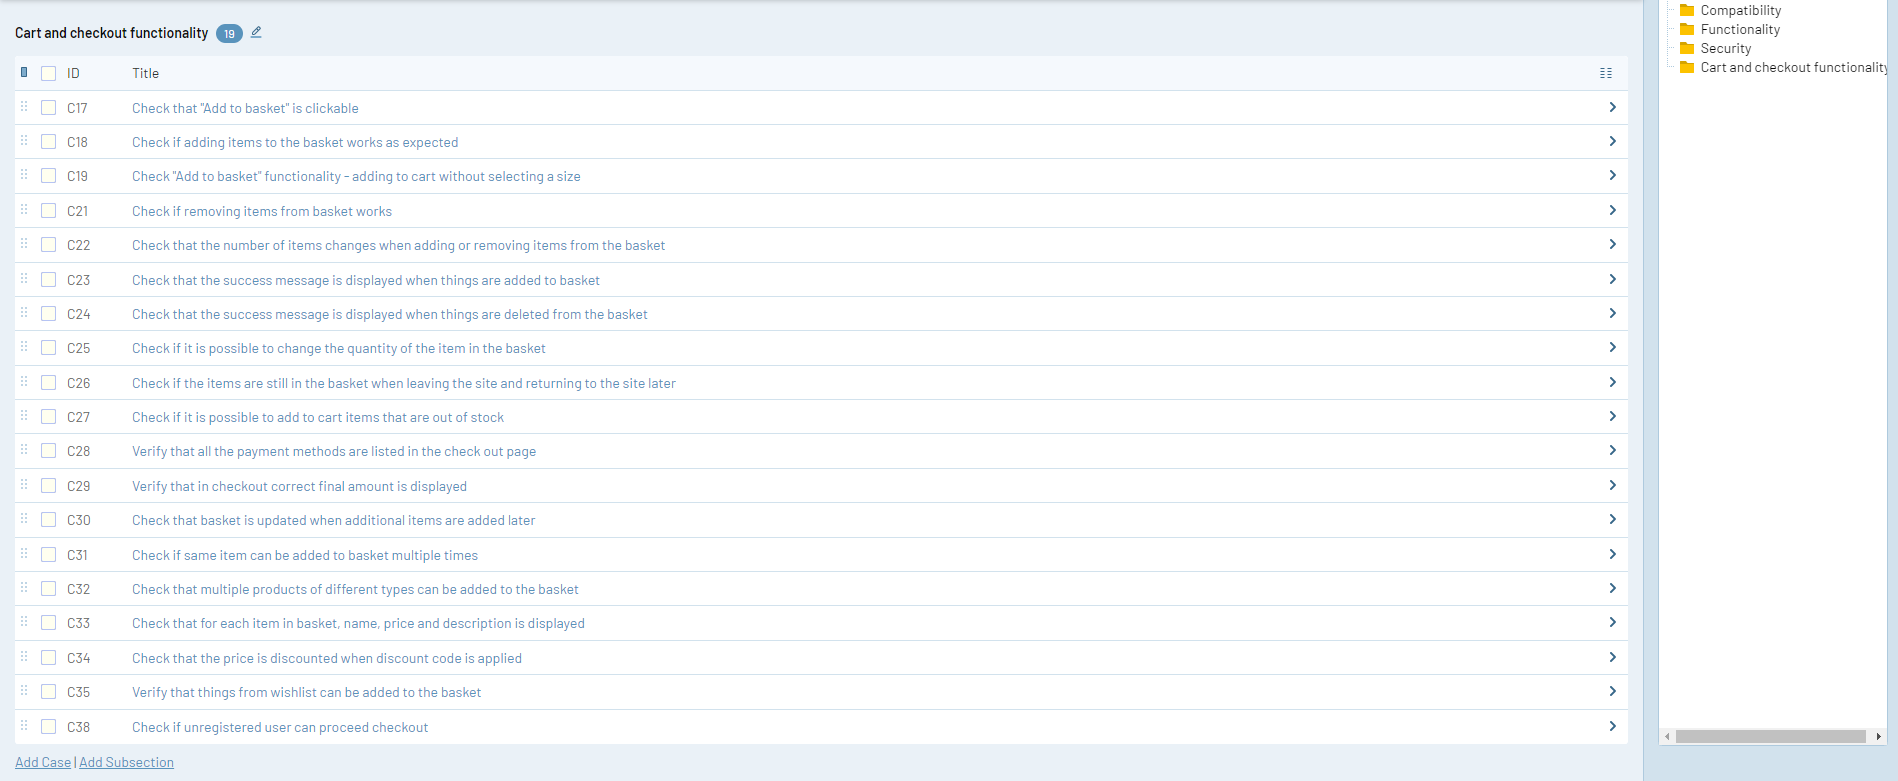 Cart and checkout functionality 19
ID Title
C17 Check that "Add to basket" is clickable
C18 Check if adding items to the basket works as expected
C19 Check "Add to basket" functionality - adding to cart without selecting a size
C21 Check if removing items from basket works
C22 Check that the number of items changes when adding or removing items from the basket
C23 Check that the success message is displayed when things are added to basket
C24 Check that the success message is displayed when things are deleted from the basket
C25 Check if it is possible to change the quantity of the item in the basket
C26 Check if the items are still in the basket when leaving the site and returning to the site later
C27 Check if it is possible to add to cart items that are out of stock
C28 Verify that all the payment methods are listed in the check out page
C29 Verify that in checkout correct final amount is displayed
C30 Check that basket is updated when additional items are added later
C31 Check if same item can be added to basket multiple times
C32 Check that multiple products of different types can be added to the basket
C33 Check that for each item in basket, name, price and description is displayed
C34 Check that the price is discounted when discount code is applied
C35 Verify that things from wishlist can be added to the basket
C38 Check if unregistered user can proceed checkout
Add Case | Add Subsection
Compatibility
Functionality
Security
Cart and checkout functionality